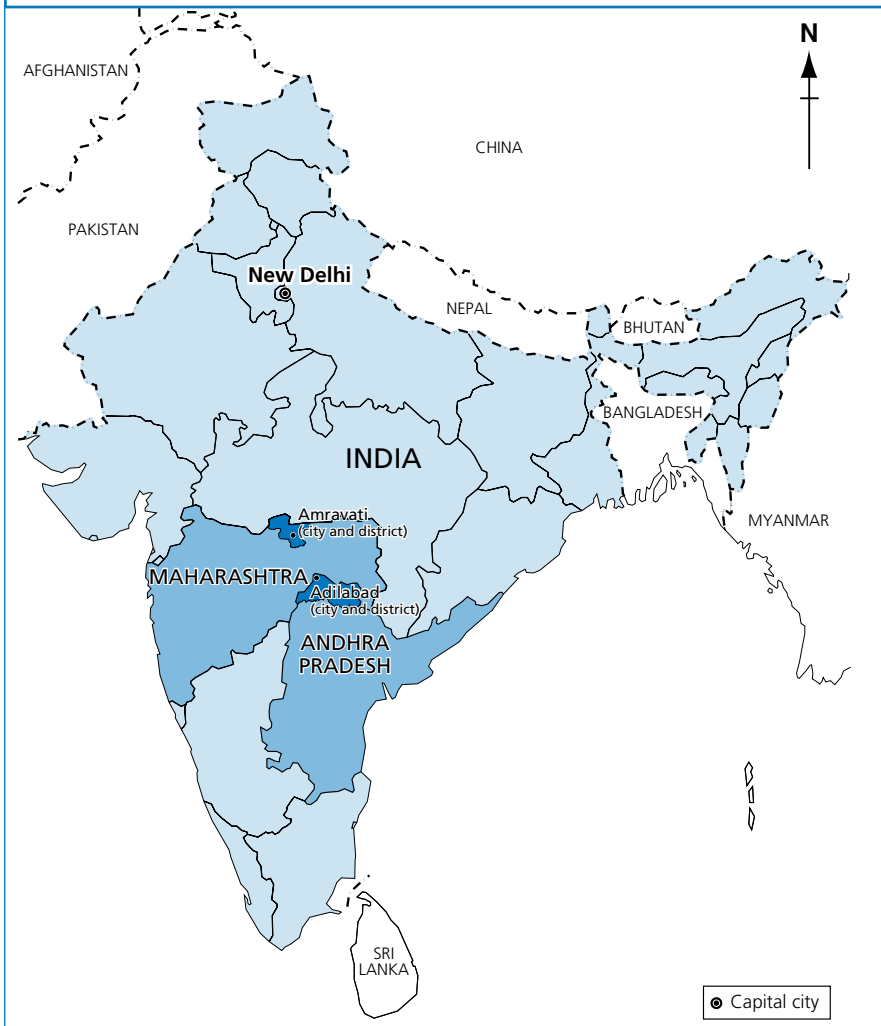 N
AFGHANISTAN
CHINA
PAKISTAN
New Delhi
NEPAL
BHUTAN
BANGLADESH
INDIA
Amravati
(city and district)
MYANMAR
MAHARASHTRA
Adilabad
(city and district)
ANDHRA
PRADESH
SRI
LANKA
Capital city